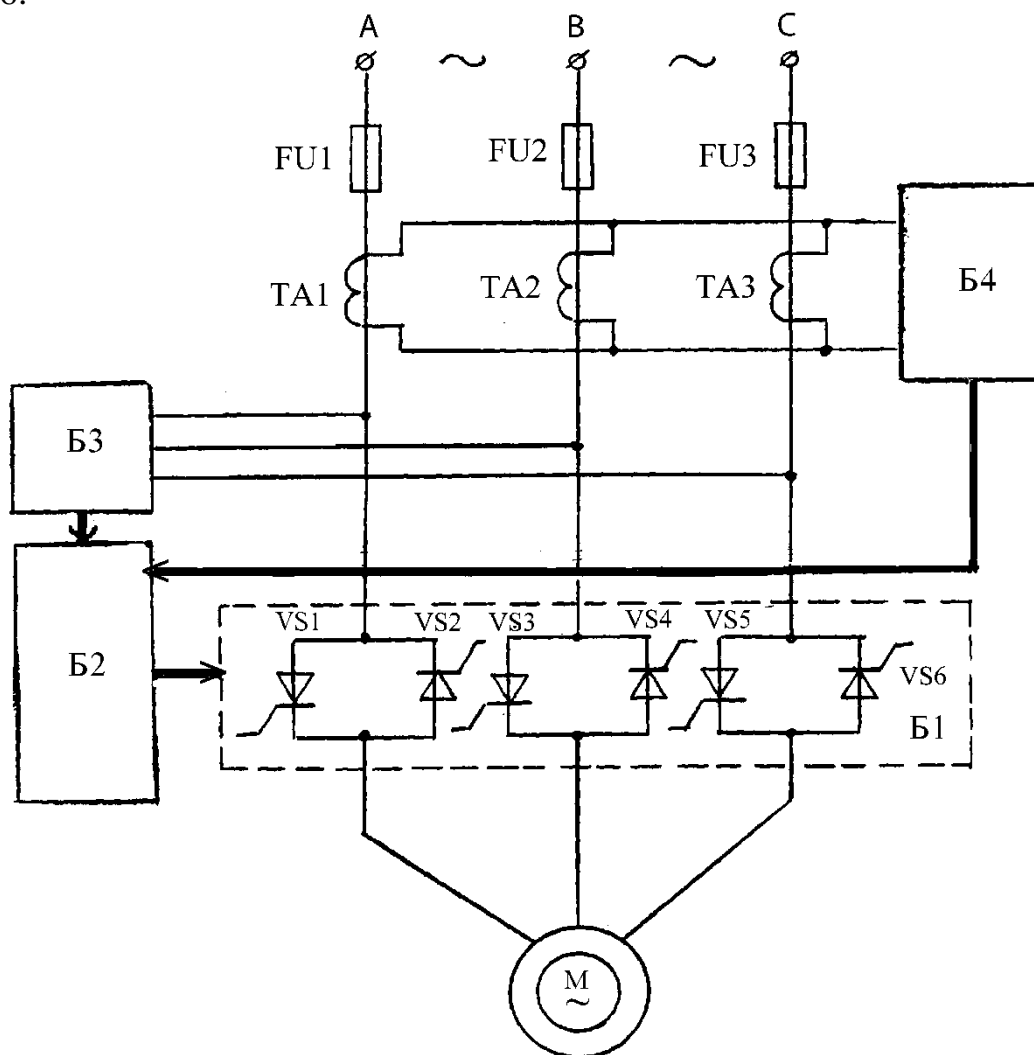 A ~ B ~ C
FU1 FU2 FU3
Б4
TA1 TA2 TA3
Б3
VS1 VS2 VS3 VS4 VS5
Б2
VS6
Б1
М
~